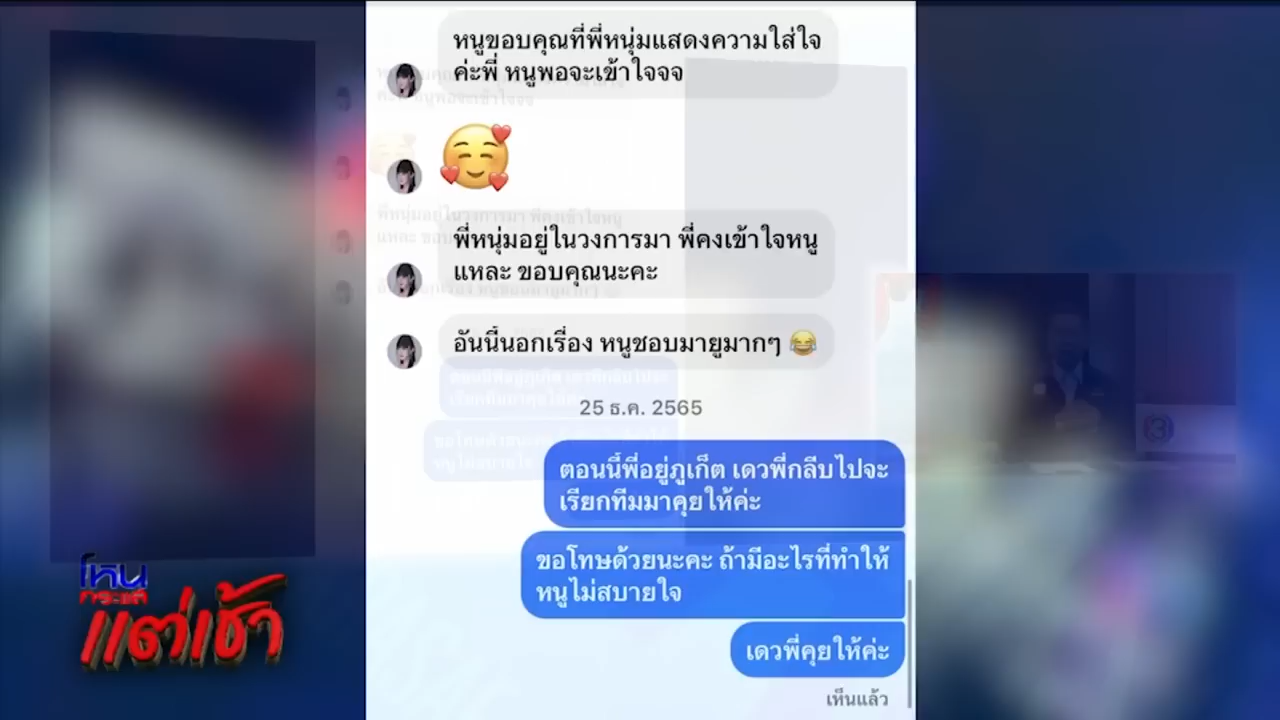 หนูขอบคุณที่พี่หนุ่มแสดงความใส่ใจ
ค่ะพี่ หนูพอจะเข้าใจจจ
พี่หนุ่มอยู่ในวงการมา พี่คงเข้าใจหนู
แหละ ขอบคุณนะคะ
อันนี้นอกเรื่อง หนูชอบมายูมากๆ 😂
25 ธ.ค. 2565
ตอนนี้พี่อยู่ภูเก็ต เดวพี่กลีบไปจะ
เรียกทีมมาคุยให้ค่ะ
ขอโทษด้วยนะคะ ถ้ามีอะไรที่ทำให้
หนูไม่สบายใจ
เดวพี่คุยให้ค่ะ
เห็นแล้ว
โหน
กระแส
แต่เช้า